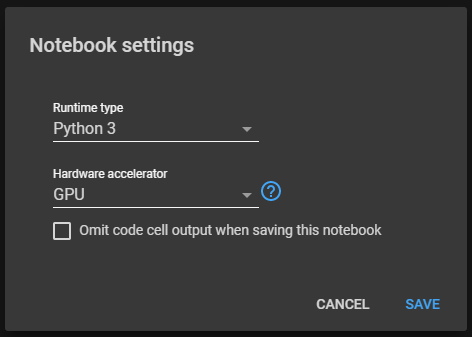 Notebook settings
Runtime type
Python 3
Hardware accelerator
GPU
?
Omit code cell output when saving this notebook
CANCEL SAVE